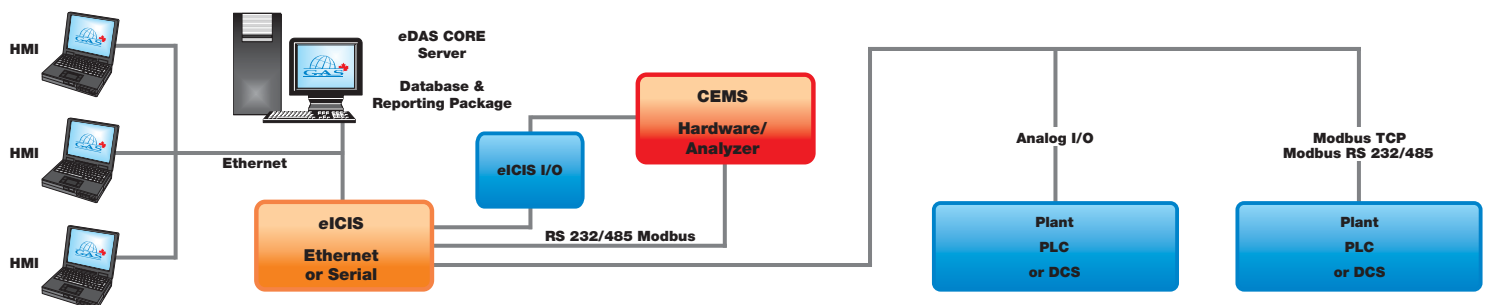 HMI
HMI
HMI
GAS
eDAS CORE
Server
Database &
Reporting Package
Ethernet
eICIS
Ethernet
or Serial
eICIS I/O
RS 232/485 Modbus
CEMS
Hardware/
Analyzer
Analog I/O
Modbus TCP
Modbus RS 232/485
Plant
PLC
or DCS
Plant
PLC
or DCS